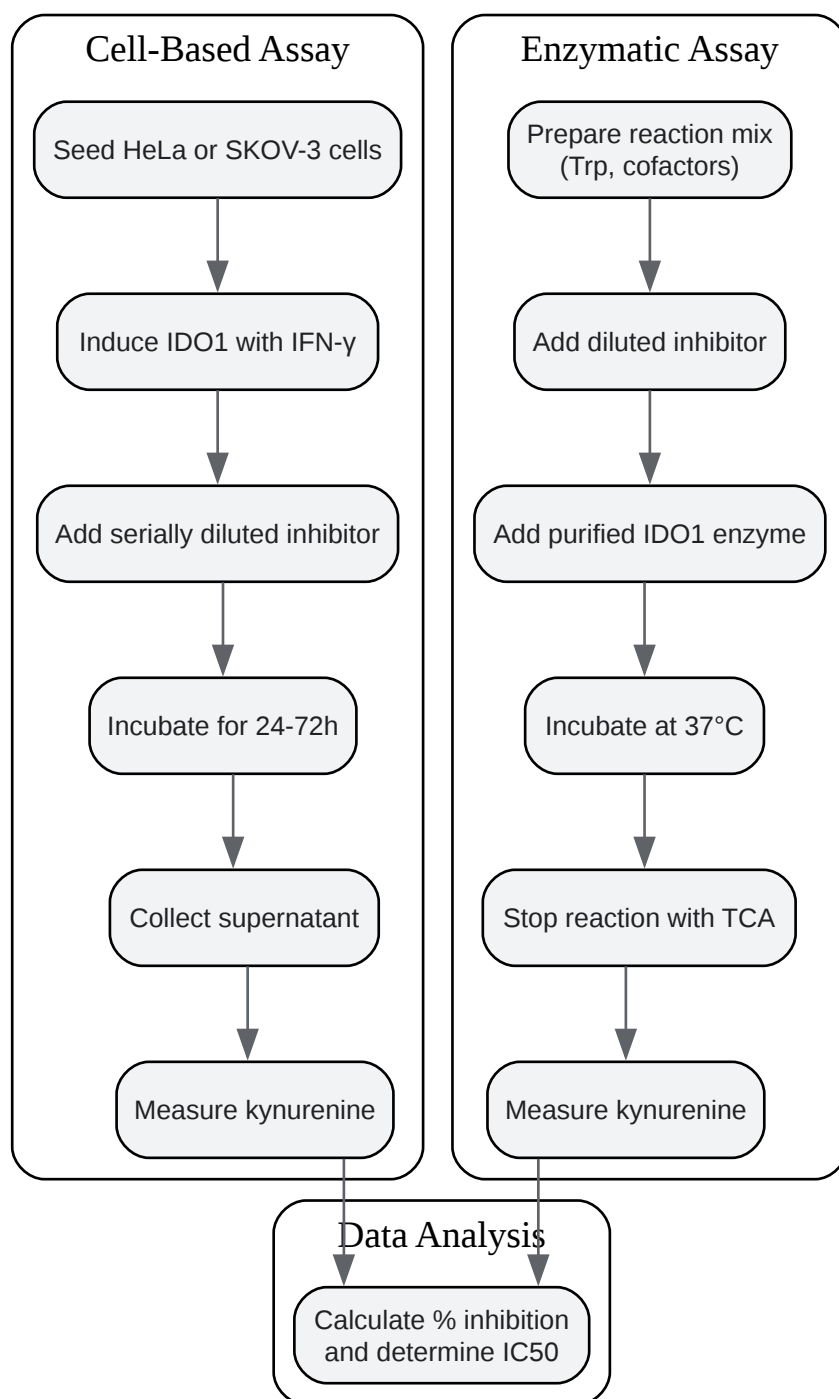 Cell-Based Assay
Seed HeLa or SKOV-3 cells
Induce IDO1 with IFN-γ
Add serially diluted inhibitor
Incubate for 24-72h
Collect supernatant
Measure kynurenine
Enzymatic Assay
Prepare reaction mix
(Trp, cofactors)
Add diluted inhibitor
Add purified IDO1 enzyme
Incubate at 37°C
Stop reaction with TCA
Measure kynurenine
Data Analysis
Calculate % inhibition
and determine IC50